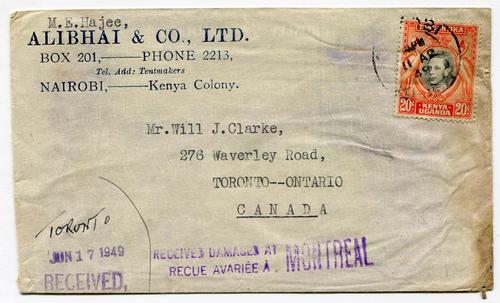 M.E.Hajee,
ALIBHAI & CO., LTD.
BOX 201,——PHONE 2213,
Tel. Add: Tentmakers
NAIROBI,——Kenya Colony.
20c KENYA UGANDA 20c
Mr.Will J.Clarke,
276 Waverley Road,
TORONTO--ONTARIO
CANADA
TORONTO
JUN 17 1949
RECEIVED,
RECEIVED DAMAGED AT MONTREAL
RECUE AVARIÉE À